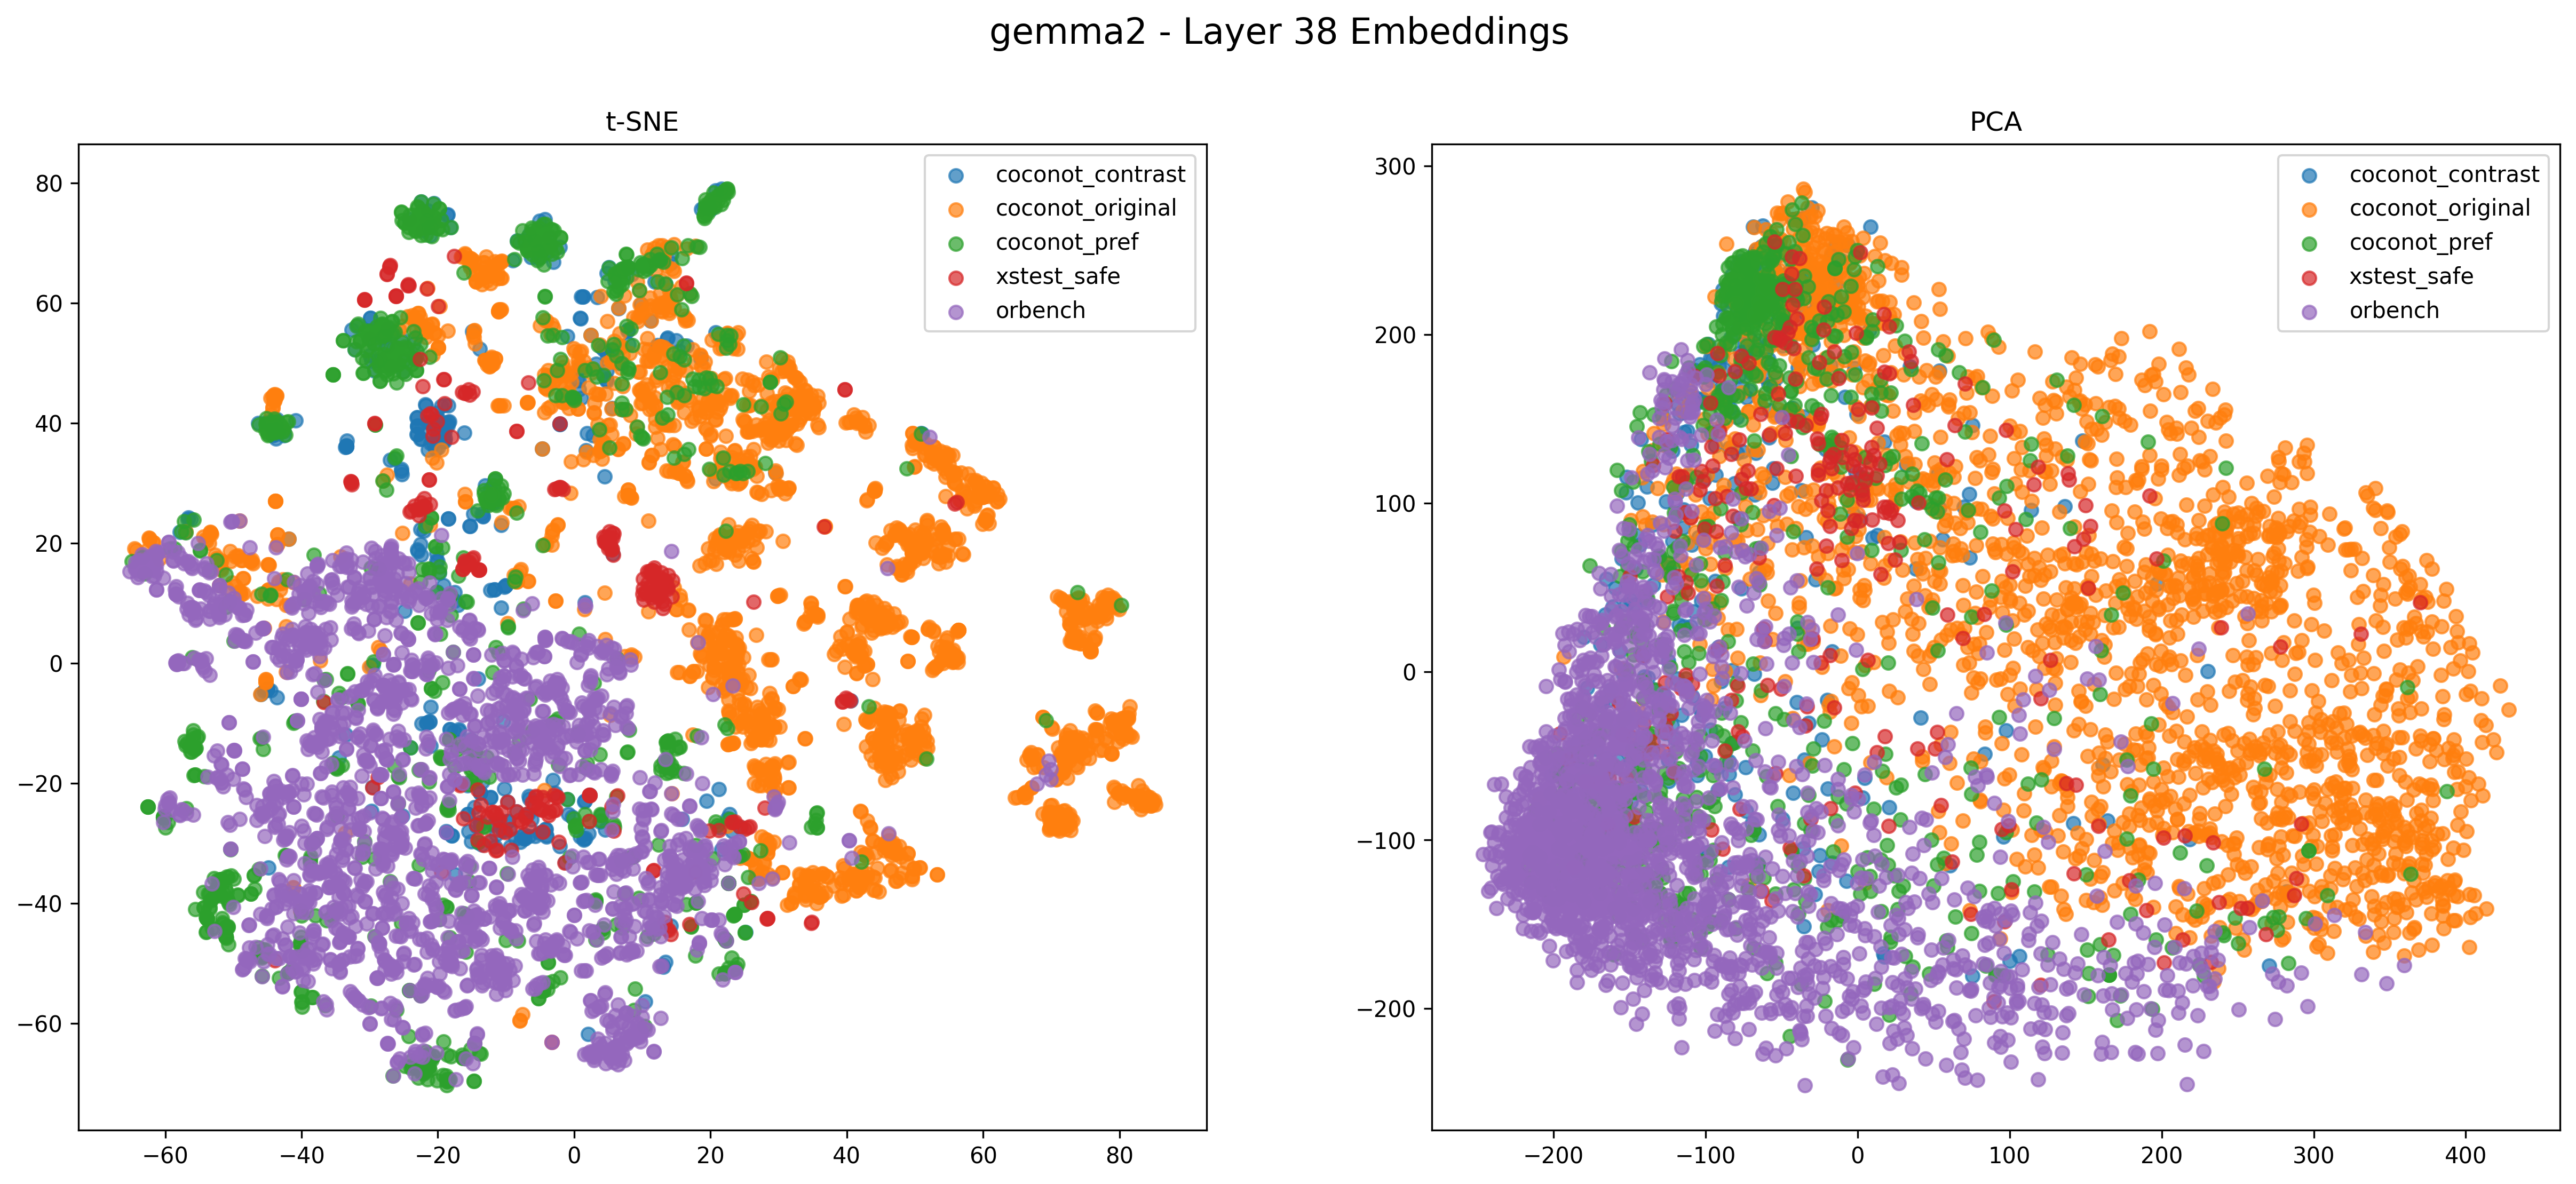 gemma2 - Layer 38 Embeddings
t-SNE
80
60
40
20
0
−20
−40
−60
−60 −40 −20 0 20 40 60 80
coconot_contrast
coconot_original
coconot_pref
xstest_safe
orbench
PCA
300
200
100
0
−100
−200
−200 −100 0 100 200 300 400
coconot_contrast
coconot_original
coconot_pref
xstest_safe
orbench